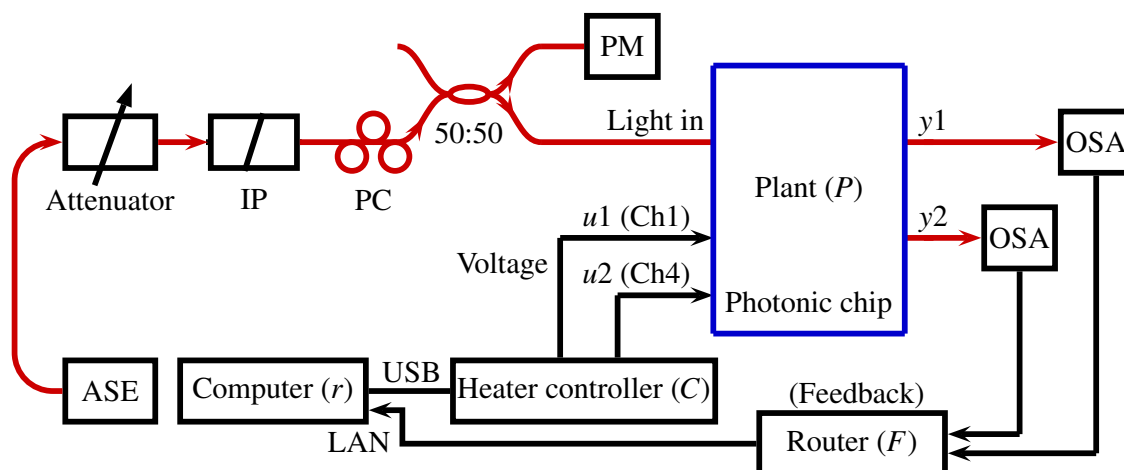 PM
50:50
Light in
y1
OSA
Attenuator
IP
PC
Plant (P)
u1 (Ch1)
y2
OSA
Voltage
u2 (Ch4)
Photonic chip
ASE
Computer (r)
USB
Heater controller (C)
(Feedback)
LAN
Router (F)